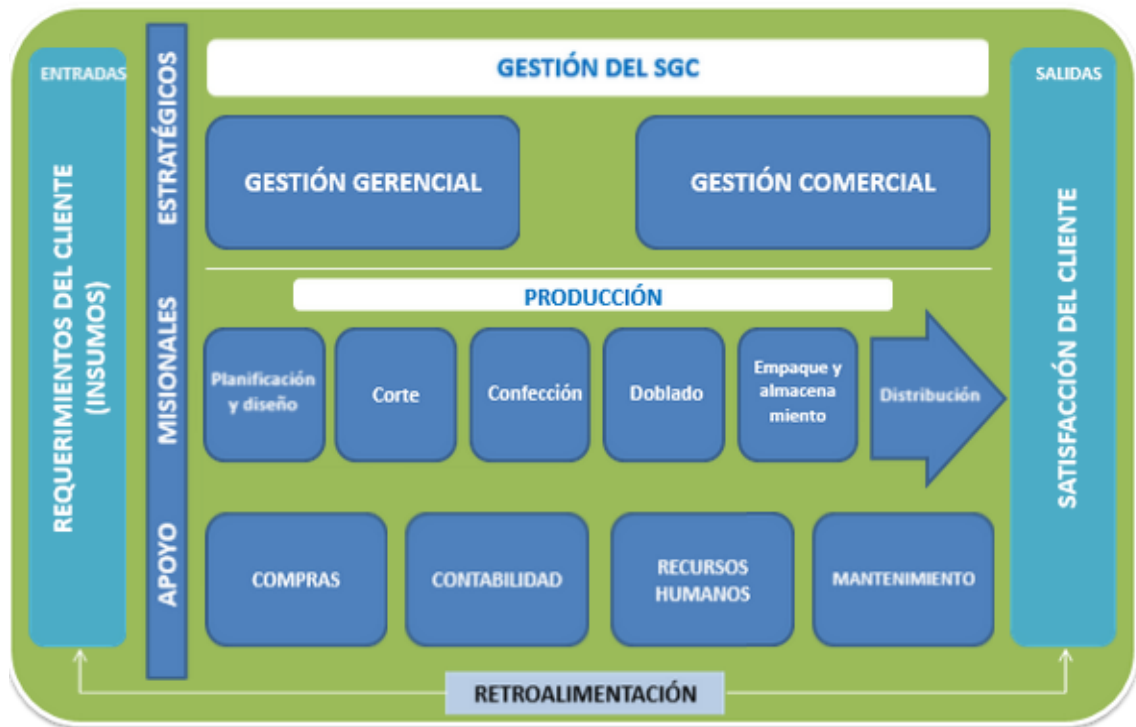 ENTRADAS
REQUERIMIENTOS DEL CLIENTE
(INSUMOS)
ESTRATÉGICOS
GESTIÓN DEL SGC
GESTIÓN GERENCIAL
GESTIÓN COMERCIAL
MISIONALES
PRODUCCIÓN
Planificación
y diseño
Corte
Confección
Doblado
Empaque y
almacena
miento
Distribución
APOYO
COMPRAS
CONTABILIDAD
RECURSOS
HUMANOS
MANTENIMIENTO
SALIDAS
SATISFACCIÓN DEL CLIENTE
RETROALIMENTACIÓN